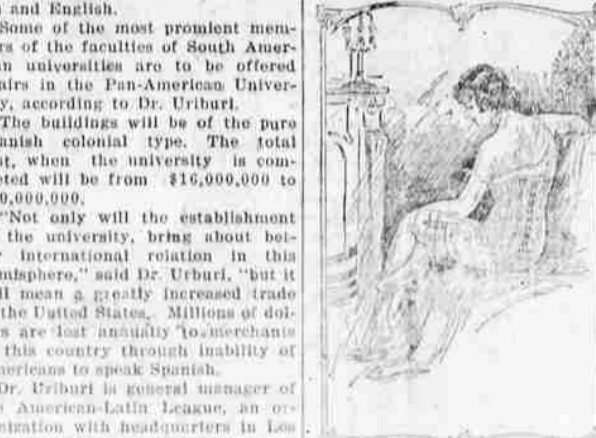 and English.
Some of the most promient mem-
rs of the faculties of South Amer-
n universities are to be offered
airs in the Pan-American Univer-
y, according to Dr. Uriburi.
The buildings will be of the pure
anish colonial type. The total
t, when the university is com-
eted will be from $16,000,000 to
0,000,000.
"Not only will the establishment
the university, bring about bet-
international relation in this
misphere," said Dr. Urburi, "but it
ll mean a greatly increased trade
the United States. Millions of dol-
s are lost annually to merchants
this country through inability of
mericans to speak Spanish.
Dr. Uriburi is general manager of
American-Latin League, an or-
nization with headquarters in Los